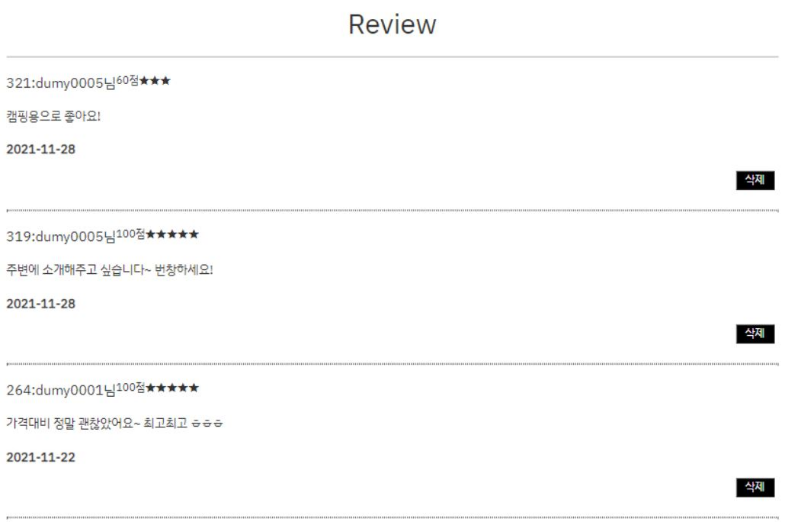 Review
321:dumy0005님60점★★★
캠핑용으로 좋아요!
2021-11-28
삭제
319:dumy0005님100점★★★★★
주변에 소개해주고 싶습니다~ 번창하세요!
2021-11-28
삭제
264:dumy0001님100점★★★★★
가격대비 정말 괜찮았어요~ 최고최고 ㅎㅎㅎ
2021-11-22
삭제